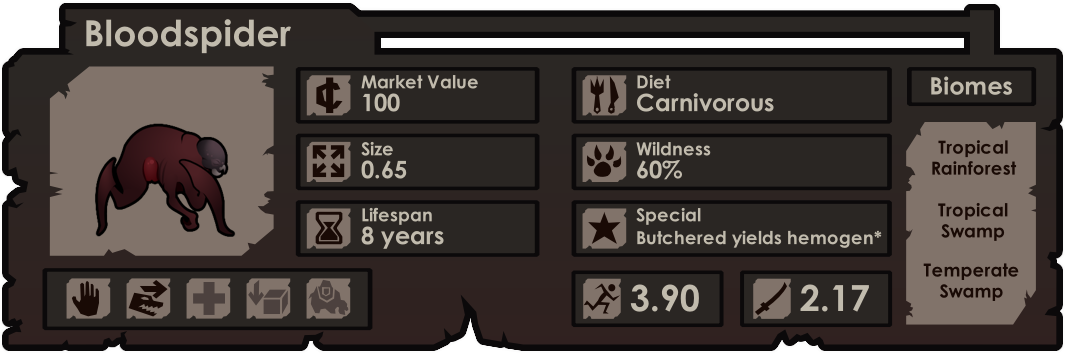 Bloodspider
Market Value
100
Size
0.65
Lifespan
8 years
Diet
Carnivorous
Wildness
60%
Special
Butchered yields hemogen*
3.90
2.17
Biomes
Tropical
Rainforest
Tropical
Swamp
Temperate
Swamp